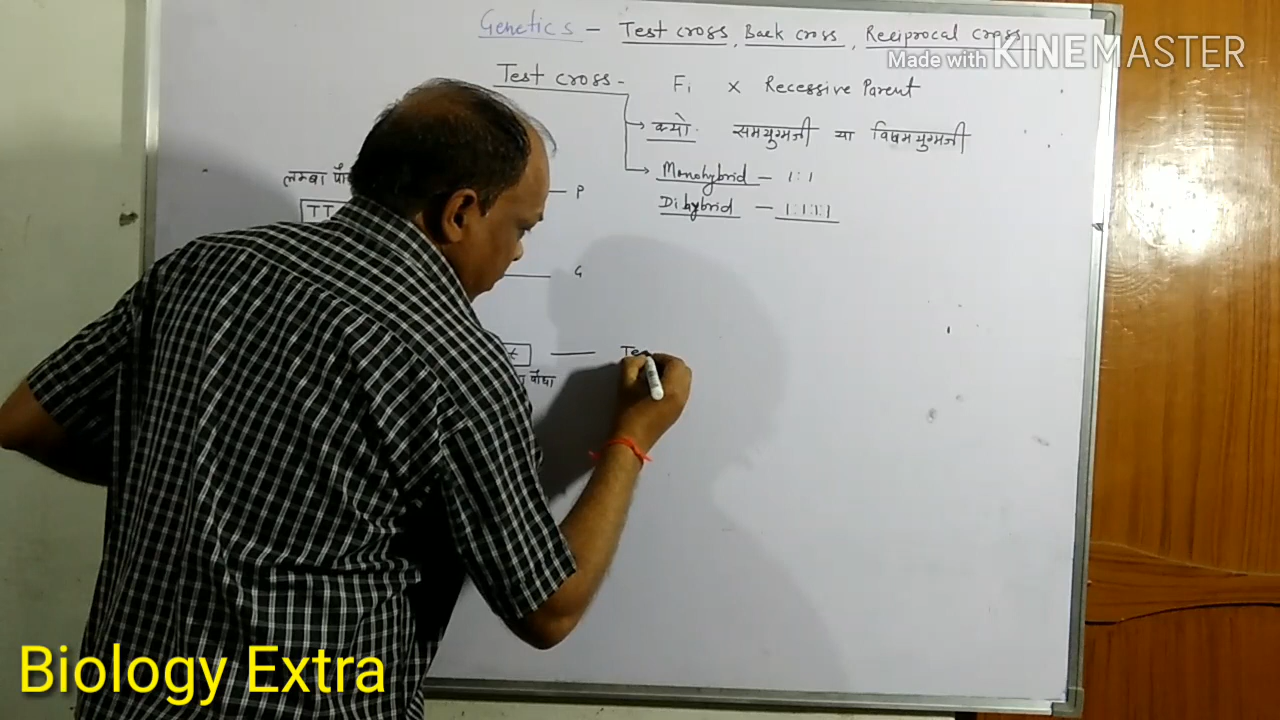 Genetics - Test cross, Back cross, Reciprocal cross
Made with KINEMASTER
Test cross - F₁ x Recessive Parent
क्यो. समयुग्मजी या विषमयुग्मजी
Monohybrid - 1:1
Dihybrid - 1:1:1:1
लम्बा पौ
P
TT
G
t
Te
पौधा
Biology Extra